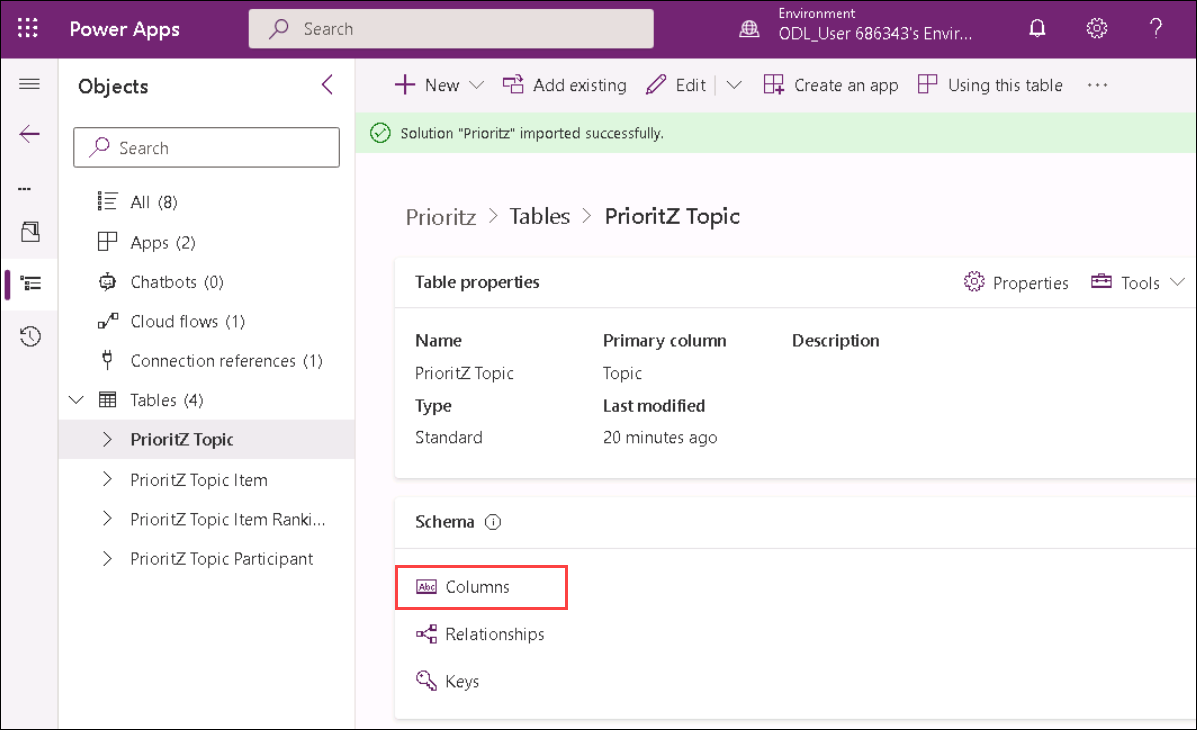 Power Apps
Search
Environment
ODL_User 686343's Envir...
?
Objects
New
Add existing
Edit
Create an app
Using this table
...
Search
Solution "Prioritz" imported successfully.
...
All (8)
Apps (2)
Chatbots (0)
Cloud flows (1)
Connection references (1)
Tables (4)
PrioritZ Topic
PrioritZ Topic Item
PrioritZ Topic Item Ranki...
PrioritZ Topic Participant
Prioritz > Tables > PrioritZ Topic
Table properties
Properties
Tools
Name
Primary column
Description
PrioritZ Topic
Topic
Type
Last modified
Standard
20 minutes ago
Schema
Abc Columns
Relationships
Keys